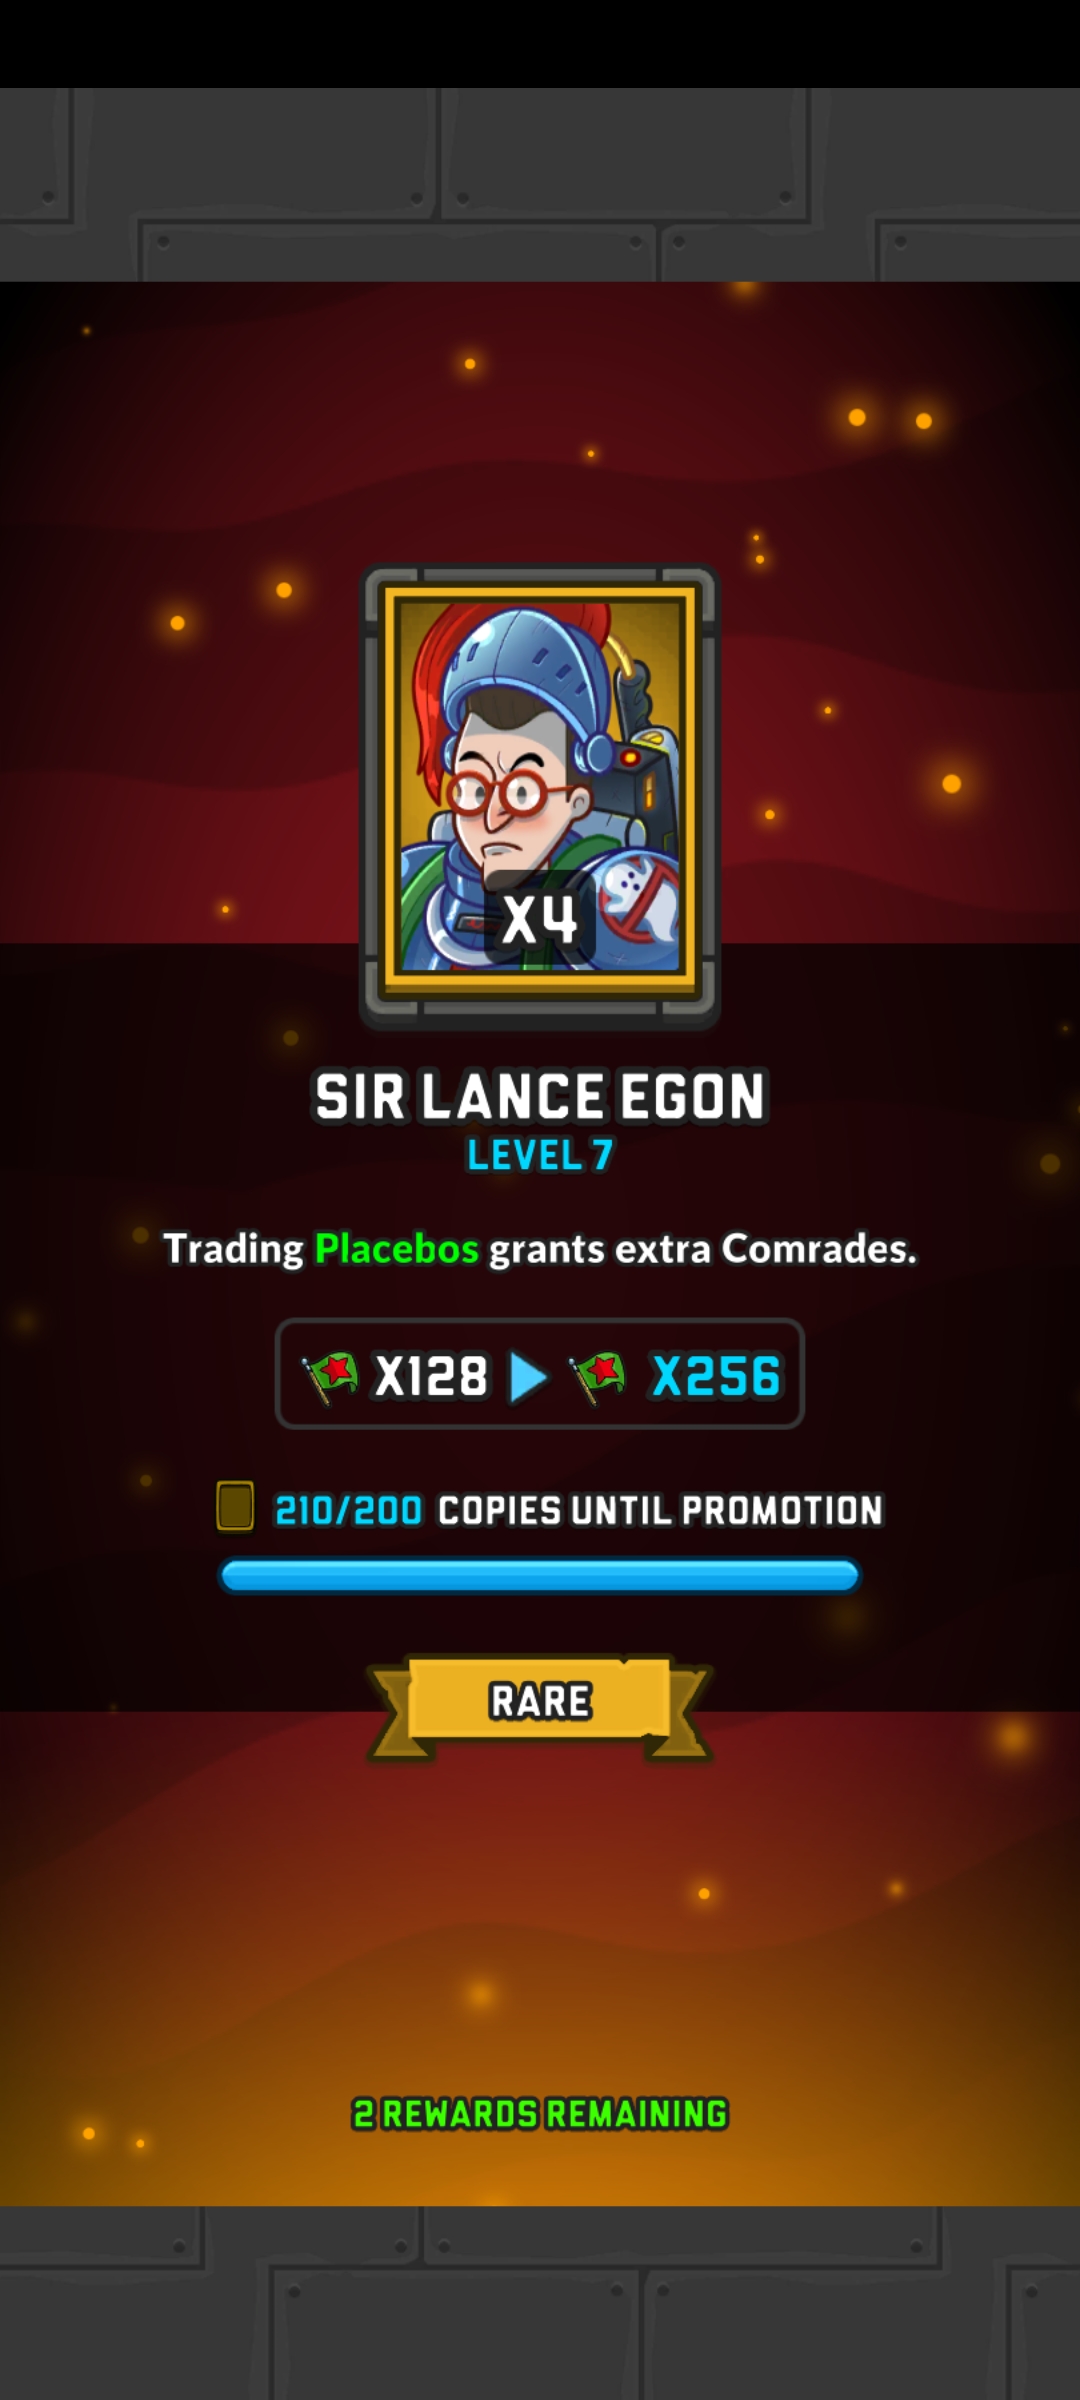 X4
SIR LANCE EGON
LEVEL 7
Trading Placebos grants extra Comrades.
X128 X256
210/200 COPIES UNTIL PROMOTION
RARE
2 REWARDS REMAINING